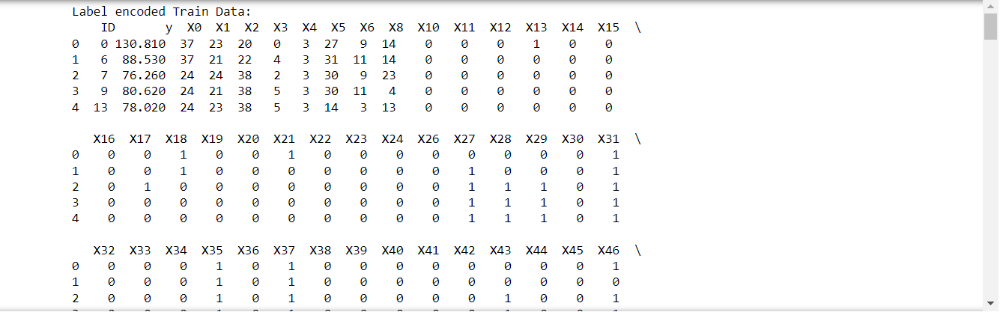 Label encoded Train Data:
ID y X0 X1 X2 X3 X4 X5 X6 X8 X10 X11 X12 X13 X14 X15 \
0 0 130.810 37 23 20 0 3 27 9 14 0 0 0 1 0 0
1 6 88.530 37 21 22 4 3 31 11 14 0 0 0 0 0 0
2 7 76.260 24 24 38 2 3 30 9 23 0 0 0 0 0 0
3 9 80.620 24 21 38 5 3 30 11 4 0 0 0 0 0 0
4 13 78.020 24 23 38 5 3 14 3 13 0 0 0 0 0 0
X16 X17 X18 X19 X20 X21 X22 X23 X24 X26 X27 X28 X29 X30 X31 \
0 0 0 1 0 0 1 0 0 0 0 0 0 0 0 1
1 0 0 1 0 0 0 0 0 0 0 1 0 0 0 1
2 0 1 0 0 0 0 0 0 0 0 1 1 1 0 1
3 0 0 0 0 0 0 0 0 0 0 1 1 1 0 1
4 0 0 0 0 0 0 0 0 0 0 1 1 1 0 1
X32 X33 X34 X35 X36 X37 X38 X39 X40 X41 X42 X43 X44 X45 X46 \
0 0 0 0 1 0 1 0 0 0 0 0 0 0 0 1
1 0 0 0 1 0 1 0 0 0 0 0 0 0 0 0
2 0 0 0 1 0 1 0 0 0 0 0 1 0 0 1